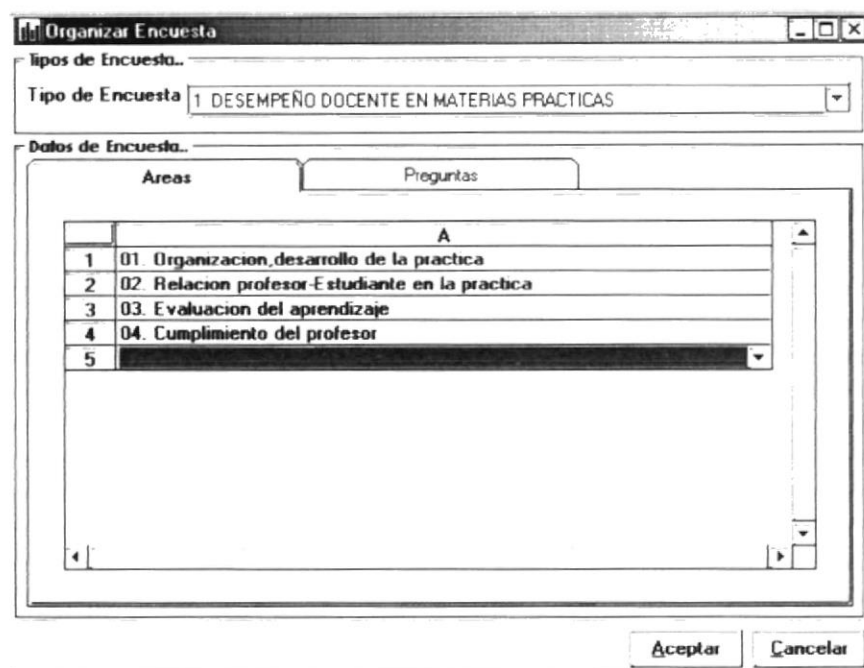 Organizar Encuesta
Tipos de Encuesta..
Tipo de Encuesta 1 DESEMPEÑO DOCENTE EN MATERIAS PRACTICAS
Datos de Encuesta..
Areas Preguntas
A
1 01. Organizacion,desarrollo de la practica
2 02. Relacion profesor-Estudiante en la practica
3 03. Evaluacion del aprendizaje
4 04. Cumplimiento del profesor
5
Aceptar Cancelar